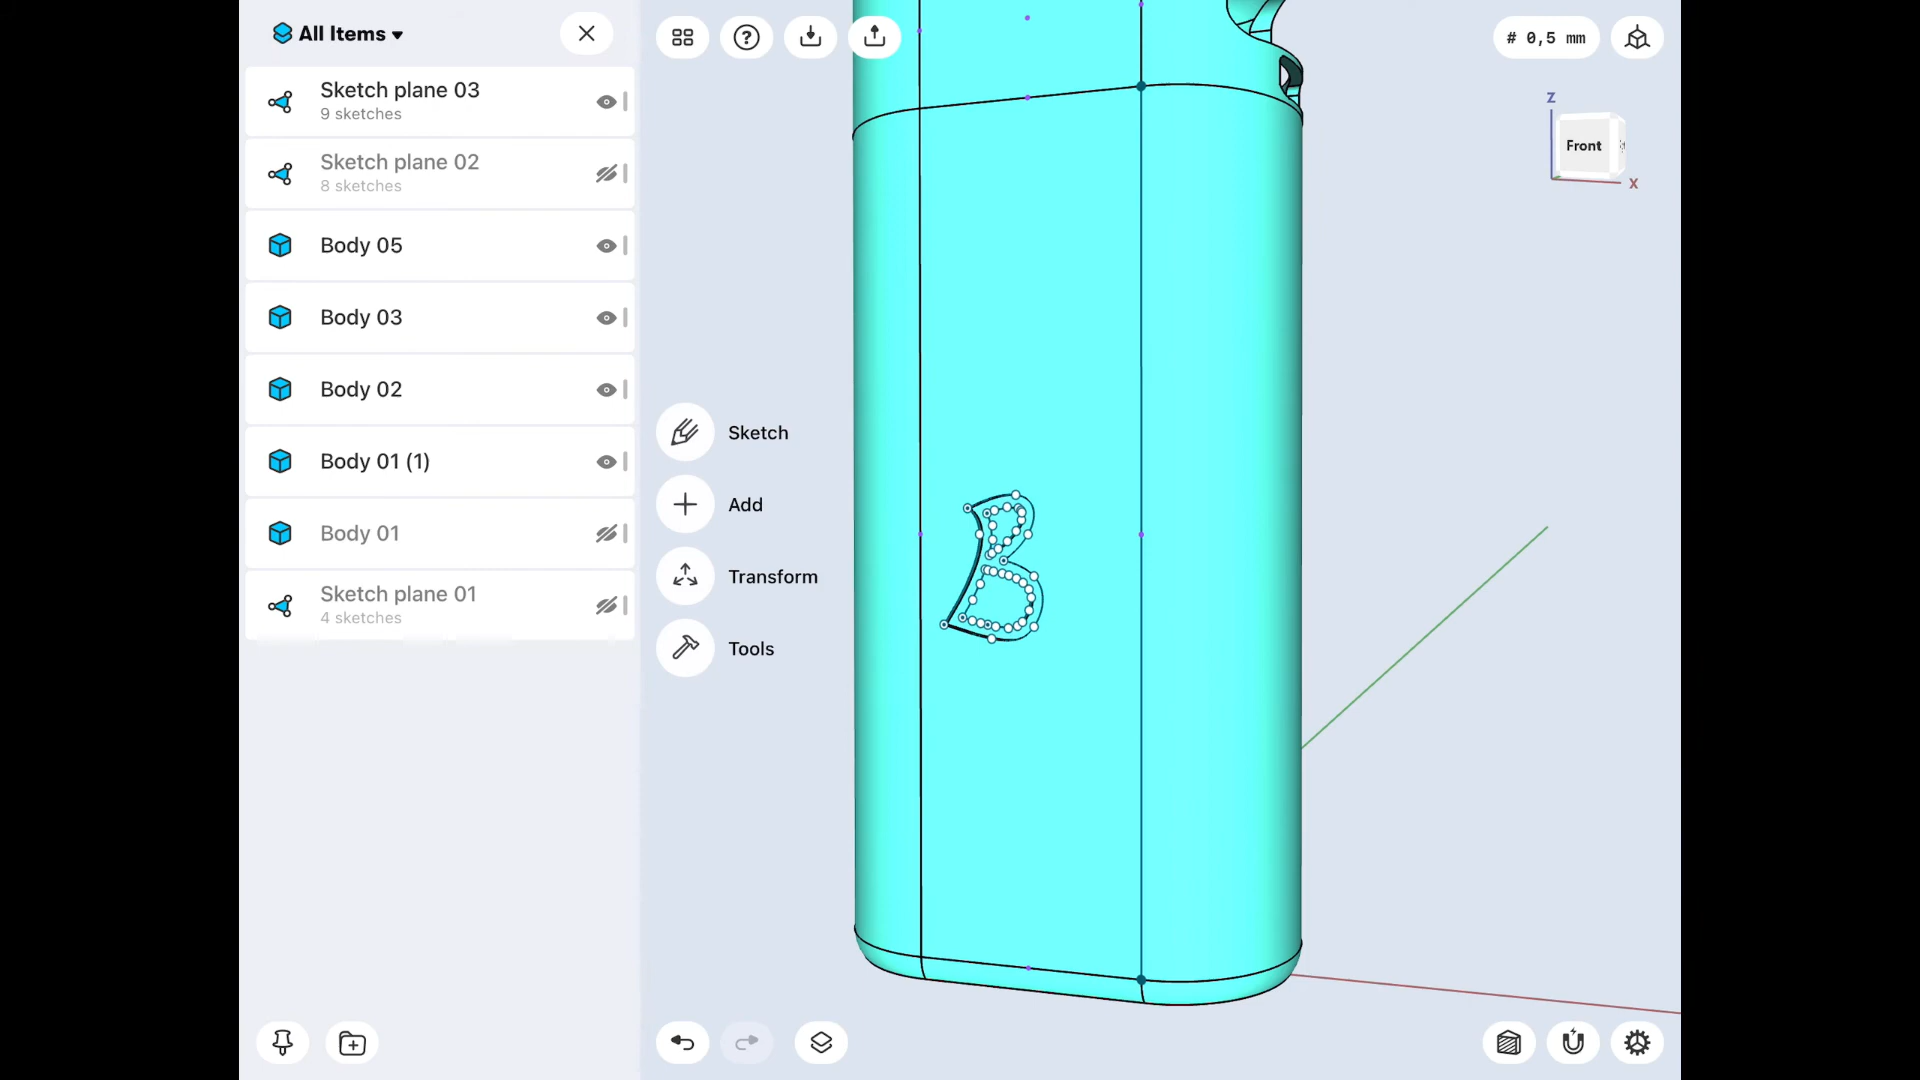 All Items
Sketch plane 03
9 sketches
Sketch plane 02
8 sketches
Body 05
Body 03
Body 02
Body 01 (1)
Body 01
Sketch plane 01
4 sketches
Sketch
Add
Transform
Tools
B
# 0,5 mm
Z
Front
X